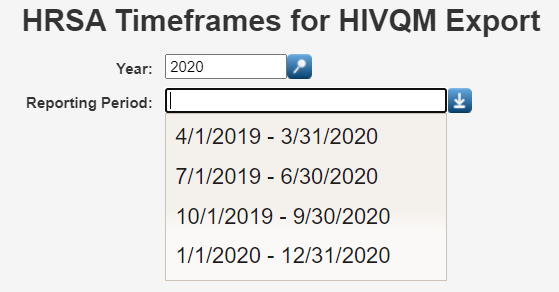 HRSA Timeframes for HIVQM Export
Year: 2020
Reporting Period:
4/1/2019 - 3/31/2020
7/1/2019 - 6/30/2020
10/1/2019 - 9/30/2020
1/1/2020 - 12/31/2020